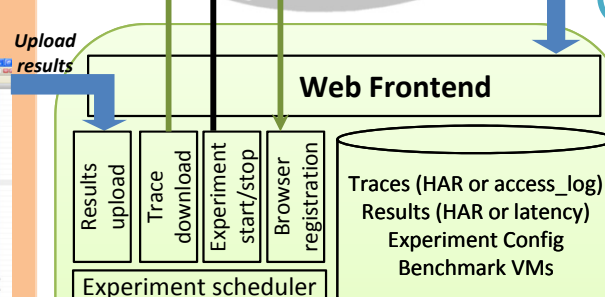 Upload
results
Web Frontend
Results
upload
Trace
download
Experiment
start/stop
Browser
registration
Traces (HAR or access_log)
Results (HAR or latency)
Experiment Config
Benchmark VMs
Experiment scheduler